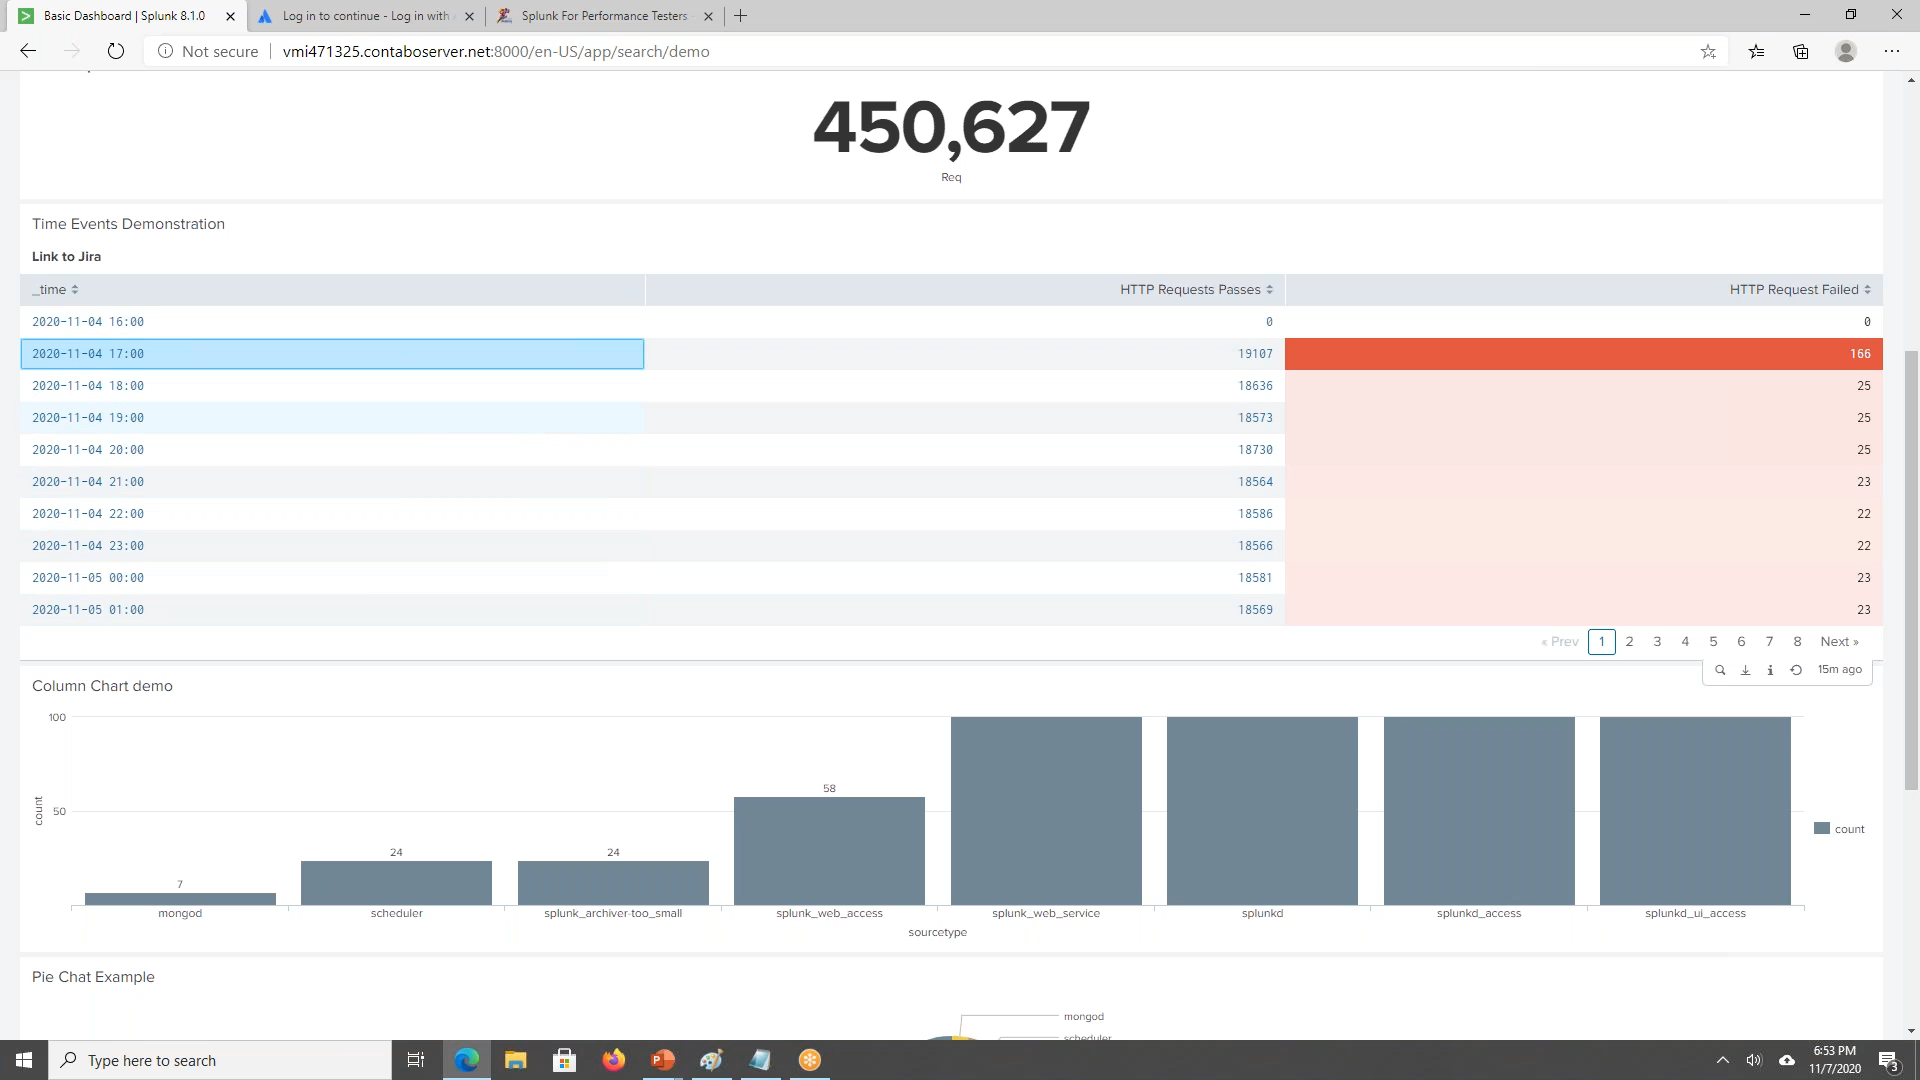 Basic Dashboard | Splunk 8.1.0
Log in to continue - Log in with
Splunk For Performance Testers
Not secure
vmi471325.contaboserver.net:8000/en-US/app/search/demo
450,627
Req
Time Events Demonstration
Link to Jira
_time HTTP Requests Passes HTTP Request Failed
2020-11-04 16:00 0 0
2020-11-04 17:00 19107 166
2020-11-04 18:00 18636 25
2020-11-04 19:00 18573 25
2020-11-04 20:00 18730 25
2020-11-04 21:00 18564 23
2020-11-04 22:00 18586 22
2020-11-04 23:00 18566 22
2020-11-05 00:00 18581 23
2020-11-05 01:00 18569 23
« Prev 1 2 3 4 5 6 7 8 Next »
15m ago
Column Chart demo
100
50
count
7
24
24
58
count
mongod scheduler splunk_archiver-too_small splunk_web_access splunk_web_service splunkd splunkd_access splunkd_ui_access
sourcetype
Pie Chat Example
mongod
scheduler
Type here to search
6:53 PM
11/7/2020
3